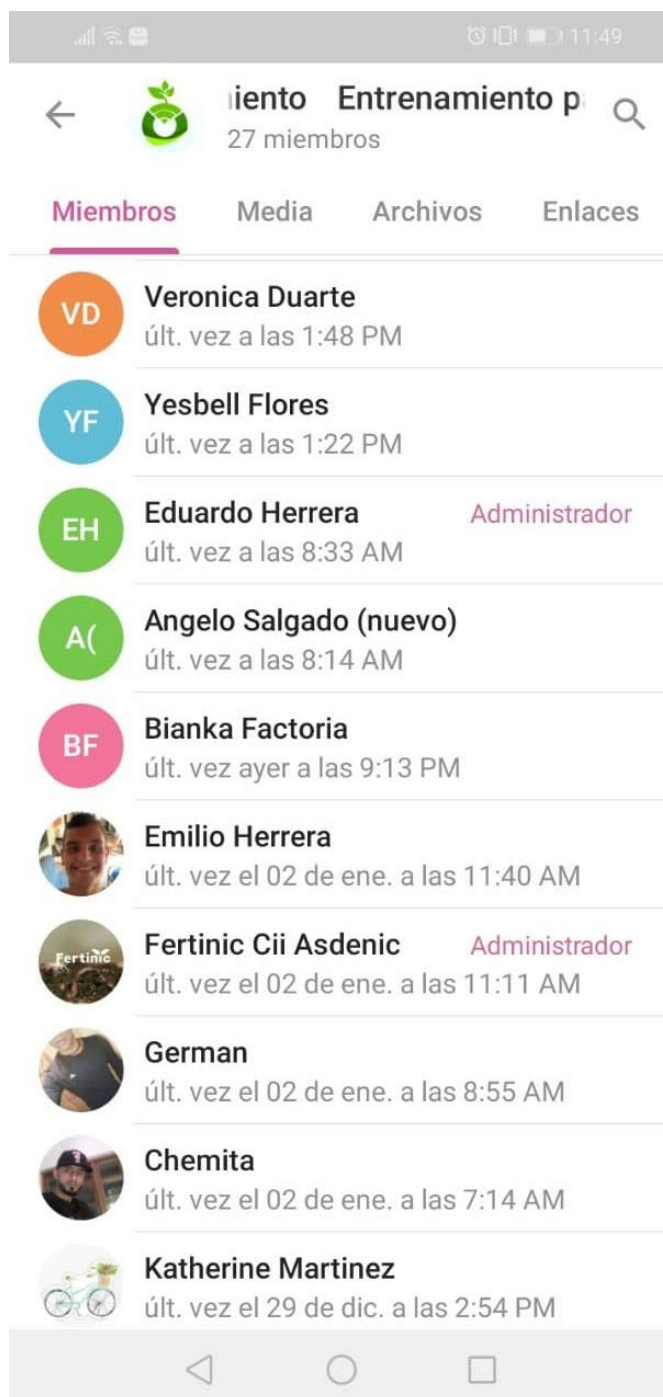 11:49
iento Entrenamiento p
27 miembros
Miembros Media Archivos Enlaces
VD
Veronica Duarte
últ. vez a las 1:48 PM
YF
Yesbell Flores
últ. vez a las 1:22 PM
EH
Eduardo Herrera Administrador
últ. vez a las 8:33 AM
A(
Angelo Salgado (nuevo)
últ. vez a las 8:14 AM
BF
Bianka Factoria
últ. vez ayer a las 9:13 PM
Emilio Herrera
últ. vez el 02 de ene. a las 11:40 AM
Fertinic
Fertinic Cii Asdenic Administrador
últ. vez el 02 de ene. a las 11:11 AM
German
últ. vez el 02 de ene. a las 8:55 AM
Chemita
últ. vez el 02 de ene. a las 7:14 AM
Katherine Martinez
últ. vez el 29 de dic. a las 2:54 PM